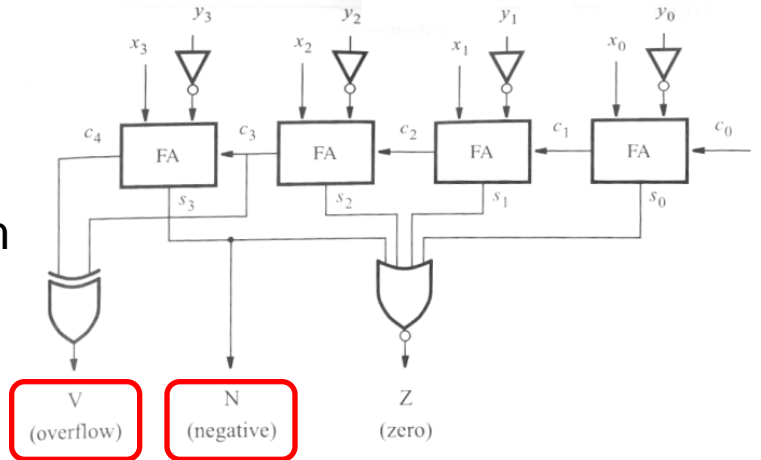 y3 y2 y1 y0
x3 x2 x1 x0
c4 FA c3 FA c2 FA c1 FA c0
s3 s2 s1 s0
n
V N Z
(overflow) (negative) (zero)